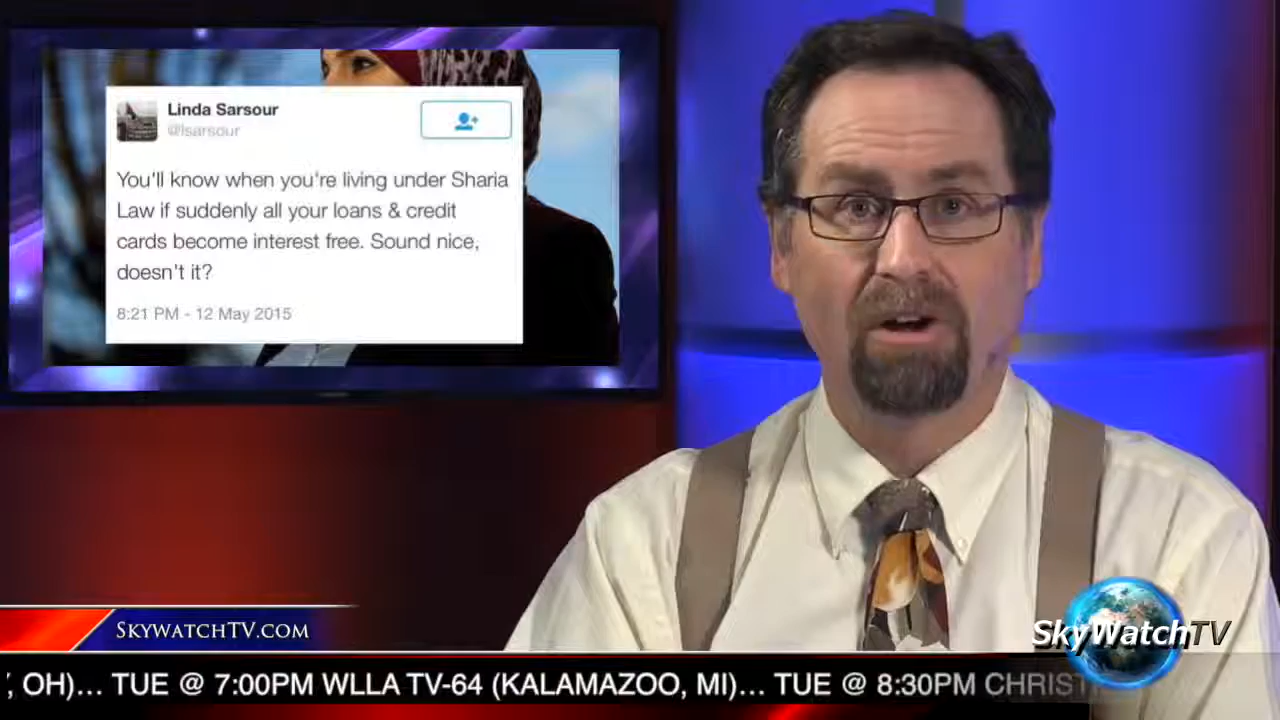 Linda Sarsour
@lsarsour
You'll know when you're living under Sharia
Law if suddenly all your loans & credit
cards become interest free. Sound nice,
doesn't it?
8:21 PM - 12 May 2015
SKYWATCHTV.COM
SkyWatchTV
, OH)... TUE @ 7:00PM WLLA TV-64 (KALAMAZOO, MI)... TUE @ 8:30PM CHRIST